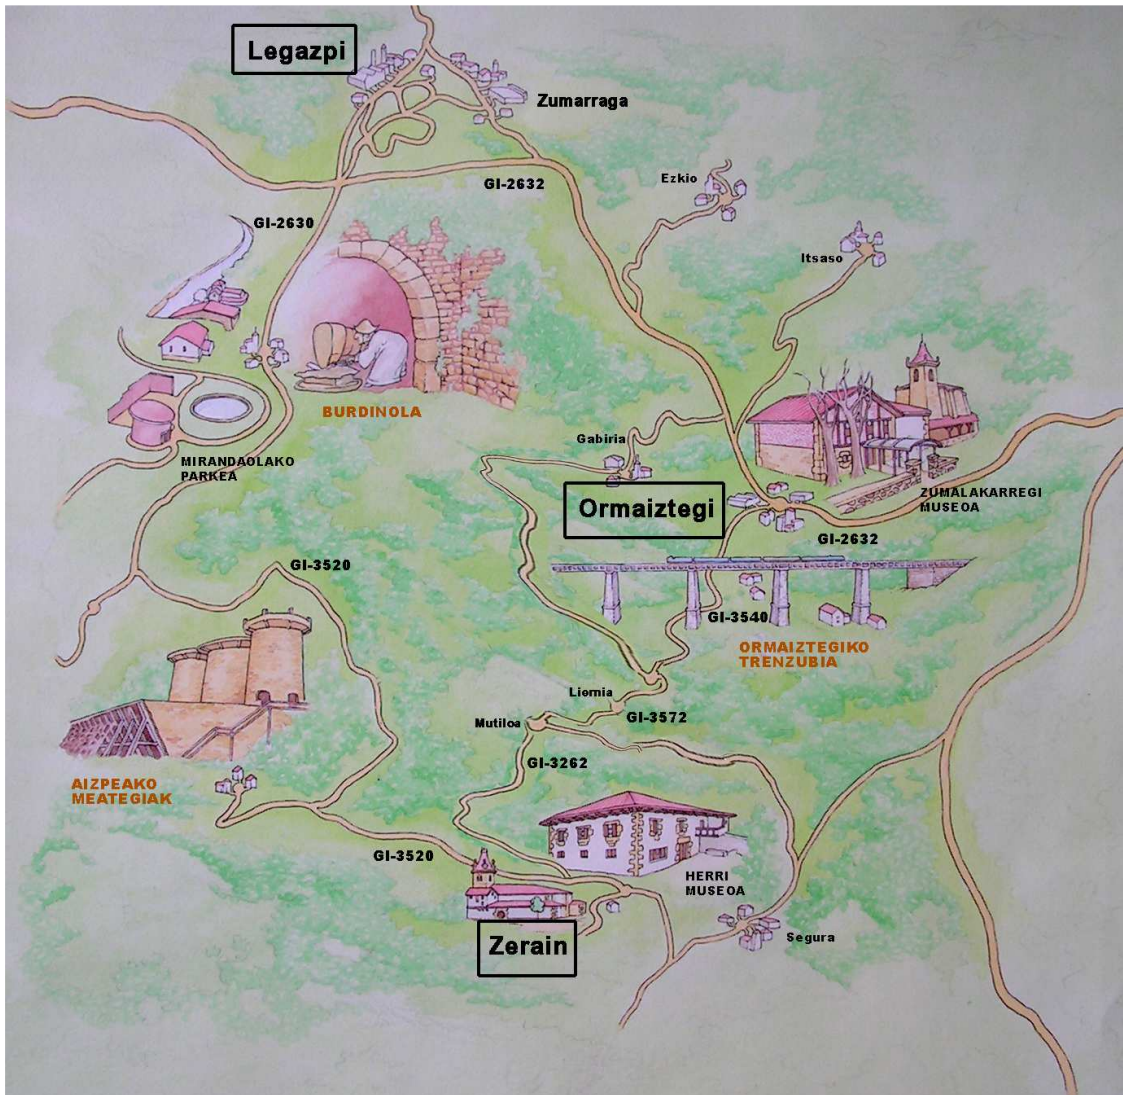 Legazpi
Zumarraga
Ezkio
GI-2632
GI-2630
Itsaso
BURDINOLA
Gabiria
MIRANDAOLAKO
PARKEA
ZUMALAKARREGI
MUSEOA
Ormaiztegi
GI-2632
GI-3520
GI-3540
ORMAIZTEGIKO
TRENZUBIA
Liernia
GI-3572
Mutiloa
GI-3262
AIZPEAKO
MEATEGIAK
GI-3520
HERRI
MUSEOA
Zerain
Segura